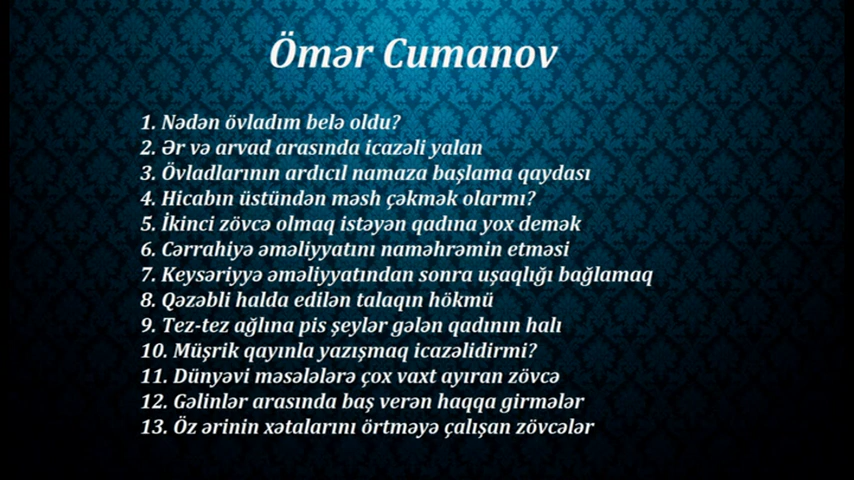 Ömər Cumanov
1. Nədən övladım belə oldu?
2. Ər və arvad arasında icazəli yalan
3. Övladlarının ardıcıl namaza başlama qaydası
4. Hicabın üstündən məsh çəkmək olarmı?
5. İkinci zövcə olmaq istəyən qadına yox demək
6. Cərrahiyə əməliyyatını naməhrəmin etməsi
7. Keysəriyyə əməliyyatından sonra uşaqlığı bağlamaq
8. Qəzəbli halda edilən talaqın hökmü
9. Tez-tez ağlına pis şeylər gələn qadının halı
10. Müşrik qayınla yazışmaq icazəlidirmi?
11. Dünyəvi məsələlərə çox vaxt ayıran zövcə
12. Gəlinlər arasında baş verən haqqa girmələr
13. Öz ərinin xətalarını örtməyə çalışan zövcələr